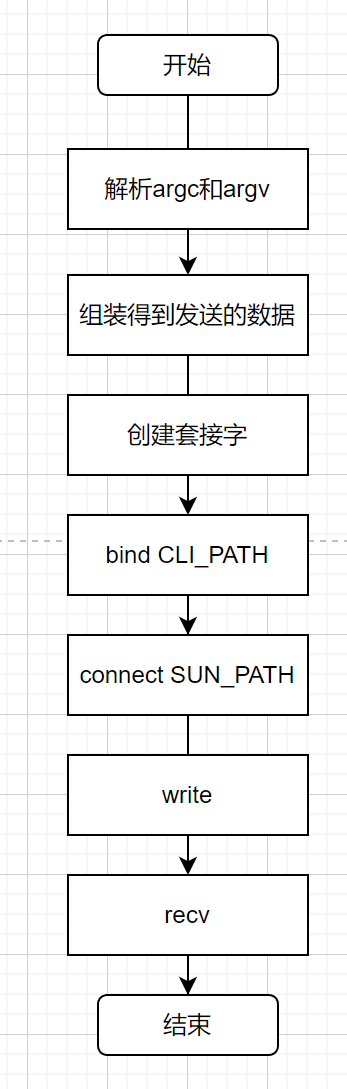 开始
解析argc和argv
组装得到发送的数据
创建套接字
bind CLI_PATH
connect SUN_PATH
write
recv
结束